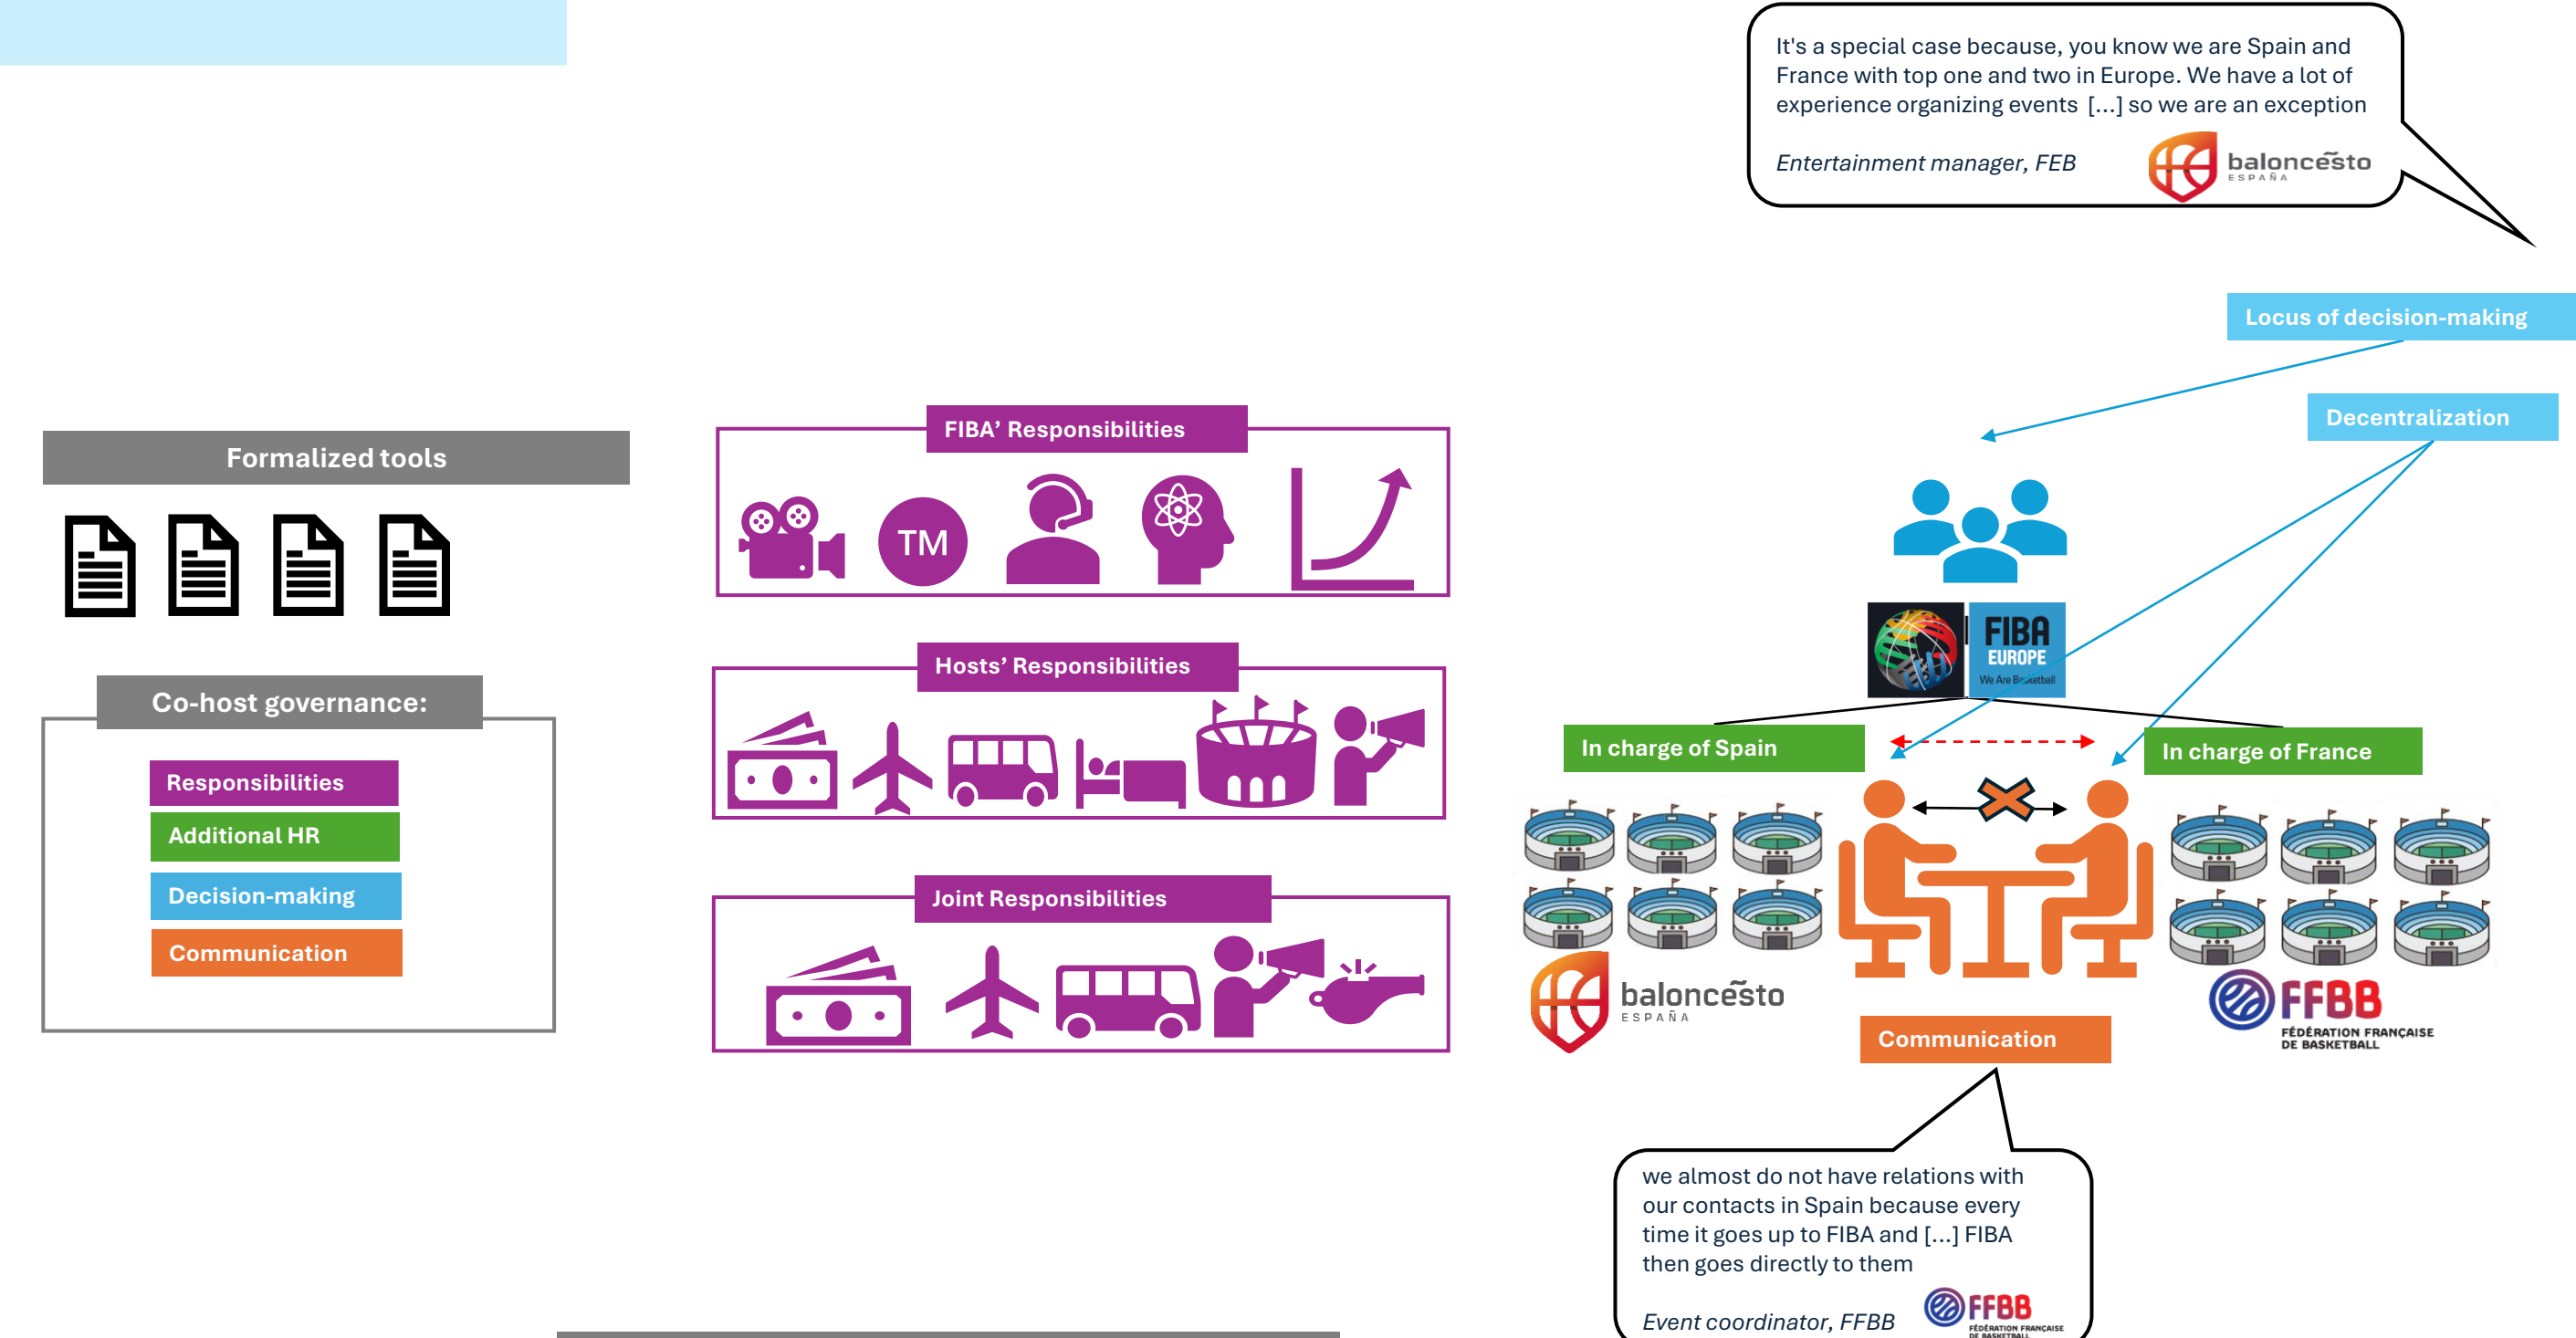 It's a special case because, you know we are Spain and
France with top one and two in Europe. We have a lot of
experience organizing events [...] so we are an exception
Entertainment manager, FEB
baloncesto
ESPAÑA
Locus of decision-making
Decentralization
Formalized tools
Co-host governance:
Responsibilities
Additional HR
Decision-making
Communication
FIBA’ Responsibilities
TM
Hosts’ Responsibilities
Joint Responsibilities
FIBA
EUROPE
We Are Basketball
In charge of Spain
In charge of France
baloncesto
ESPAÑA
FFBB
FÉDÉRATION FRANÇAISE
DE BASKETBALL
Communication
we almost do not have relations with
our contacts in Spain because every
time it goes up to FIBA and [...] FIBA
then goes directly to them
Event coordinator, FFBB
FFBB
FÉDÉRATION FRANÇAISE
DE BASKETBALL